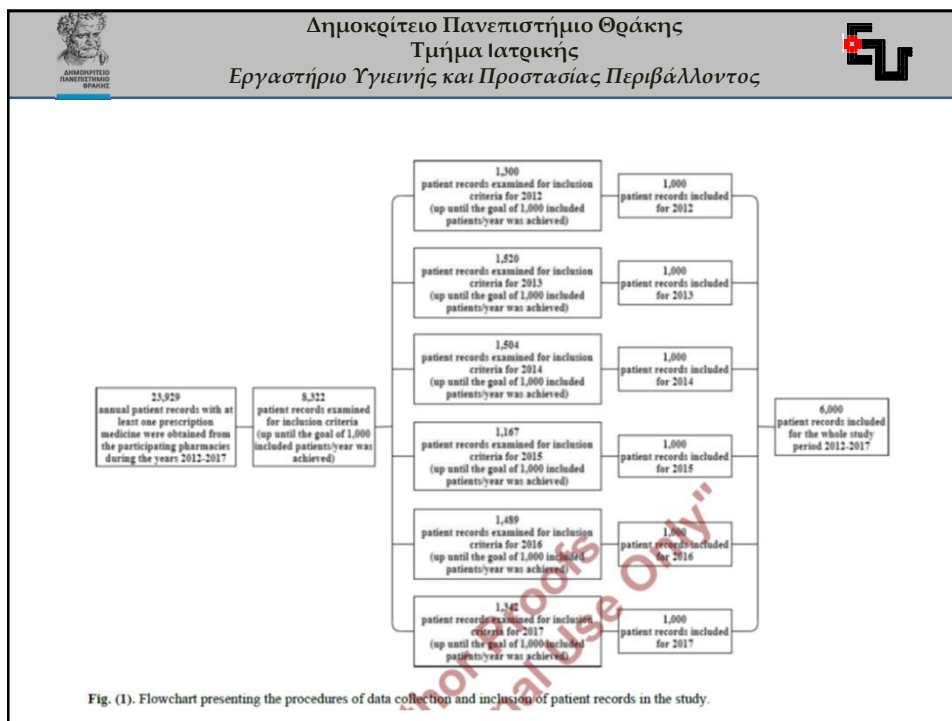 Δημοκρίτειο Πανεπιστήμιο Θράκης
Τμήμα Ιατρικής
Εργαστήριο Υγιεινής και Προστασίας Περιβάλλοντος
ΔΗΜΟΚΡΙΤΕΙΟ
ΠΑΝΕΠΙΣΤΗΜΙΟ
ΘΡΑΚΗΣ
23,929
annual patient records with at
least one prescription
medicine were obtained from
the participating pharmacies
during the years 2012-2017
8,322
patient records examined
for inclusion criteria
(up until the goal of 1,000
included patients/year was
achieved)
1,300
patient records examined for inclusion
criteria for 2012
(up until the goal of 1,000 included
patients/year was achieved)
1,000
patient records included
for 2012
1,520
patient records examined for inclusion
criteria for 2013
(up until the goal of 1,000 included
patients/year was achieved)
1,000
patient records included
for 2013
1,504
patient records examined for inclusion
criteria for 2014
(up until the goal of 1,000 included
patients/year was achieved)
1,000
patient records included
for 2014
1,167
patient records examined for inclusion
criteria for 2015
(up until the goal of 1,000 included
patients/year was achieved)
1,000
patient records included
for 2015
1,489
patient records examined for inclusion
criteria for 2016
(up until the goal of 1,000 included
patients/year was achieved)
1,000
patient records included
for 2016
1,342
patient records examined for inclusion
criteria for 2017
(up until the goal of 1,000 included
patients/year was achieved)
1,000
patient records included
for 2017
6,000
patient records included
for the whole study
period 2012-2017
Proofs
Use Only"
Fig. (1). Flowchart presenting the procedures of data collection and inclusion of patient records in the study.